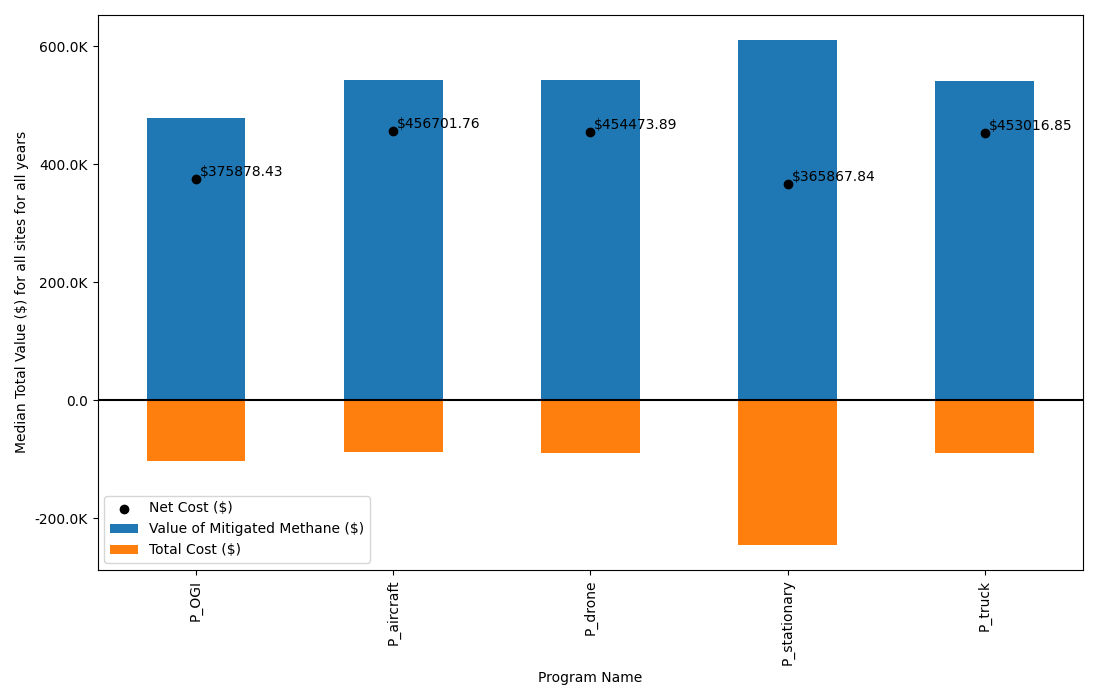 Median Total Value ($) for all sites for all years
600.0K
400.0K
200.0K
0.0
-200.0K
$375878.43
$456701.76
$454473.89
$365867.84
$453016.85
Net Cost ($)
Value of Mitigated Methane ($)
Total Cost ($)
P_OGI
P_aircraft
P_drone
P_stationary
P_truck
Program Name